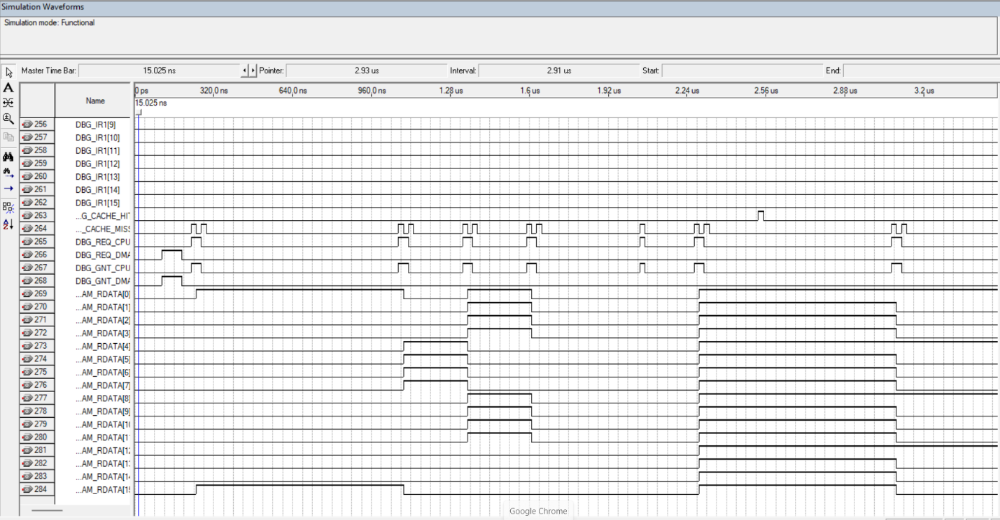 Simulation Waveforms
Simulation mode: Functional
Master Time Bar: 15.025 ns Pointer: 2.93 us Interval: 2.91 us Start: End:
Name
0 ps 320,0 ns 640,0 ns 960,0 ns 1.28 us 1.6 us 1.92 us 2.24 us 2.56 us 2.88 us 3.2 us
15.025 ns
256 DBG_IR1[9]
257 DBG_IR1[10]
258 DBG_IR1[11]
259 DBG_IR1[12]
260 DBG_IR1[13]
261 DBG_IR1[14]
262 DBG_IR1[15]
263 ...G_CACHE_HI
264 ..._CACHE_MIS
265 DBG_REQ_CPU
266 DBG_REQ_DM
267 DBG_GNT_CPU
268 DBG_GNT_DM
269 ...AM_RDATA[0]
270 ...AM_RDATA[1]
271 ...AM_RDATA[2]
272 ...AM_RDATA[3]
273 ...AM_RDATA[4]
274 ...AM_RDATA[5]
275 ...AM_RDATA[6]
276 ...AM_RDATA[7]
277 ...AM_RDATA[8]
278 ...AM_RDATA[9]
279 ...AM_RDATA[1
280 ...AM_RDATA[1
281 ...AM_RDATA[1
282 ...AM_RDATA[1
283 ...AM_RDATA[1
284 ...AM_RDATA[1
Google Chrome